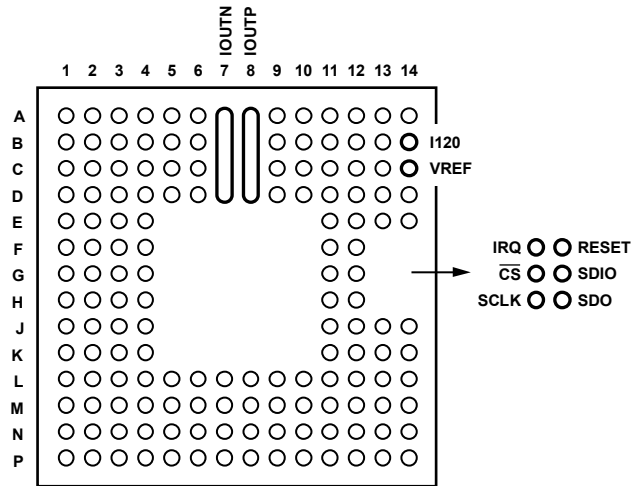 IOUTN
IOUTP
1 2 3 4 5 6 7 8 9 10 11 12 13 14
A
B I120
C VREF
D
E
F IRQ RESET
G C̅S̅ SDIO
H SCLK SDO
J
K
L
M
N
P